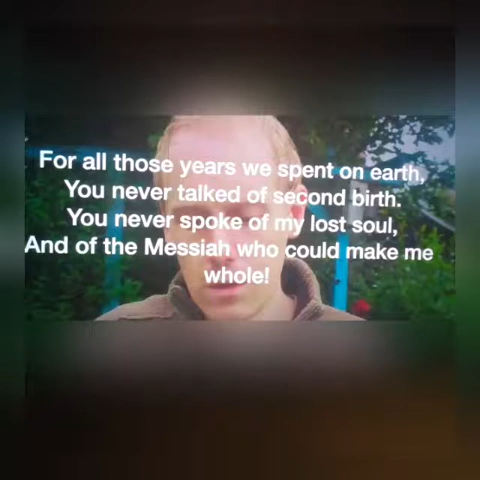 For all those years we spent on earth,
You never talked of second birth.
You never spoke of my lost soul,
And of the Messiah who could make me
whole!